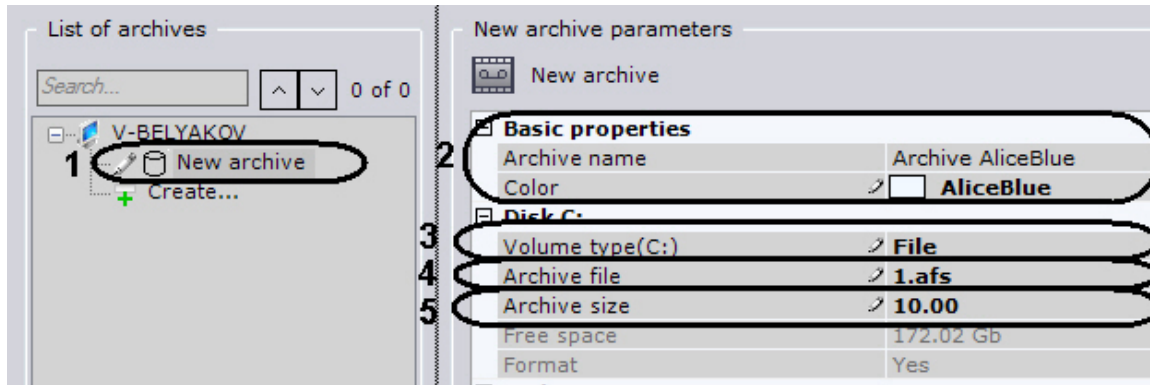 List of archives
Search...
0 of 0
V-BELYAKOV
1
New archive
Create...
New archive parameters
New archive
2
Basic properties
Archive name Archive AliceBlue
Color AliceBlue
Disk C:
3
Volume type(C:) File
4
Archive file 1.afs
5
Archive size 10.00
Free space 172.02 Gb
Format Yes